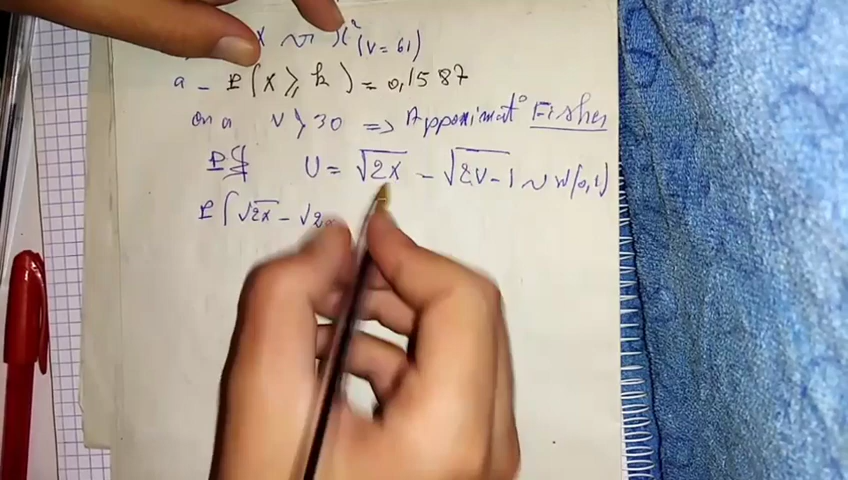 X ~> χ² (v = 61)
a - P(X ≥ k) = 0,1587
on a v > 30 => Approximat° Fisher
U = √2x - √2v-1 ~> N(0,1)
P(√2x - √2